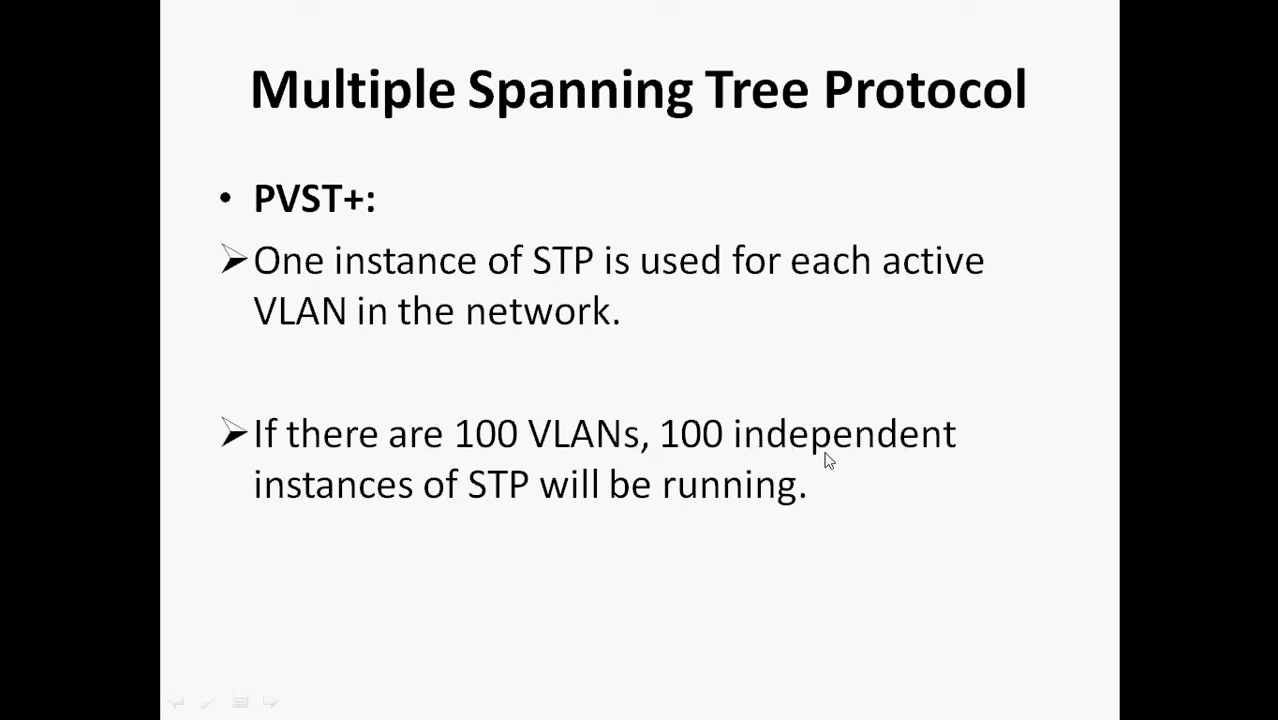 Multiple Spanning Tree Protocol
• PVST+:
➢ One instance of STP is used for each active
VLAN in the network.
➢ If there are 100 VLANs, 100 independent
instances of STP will be running.